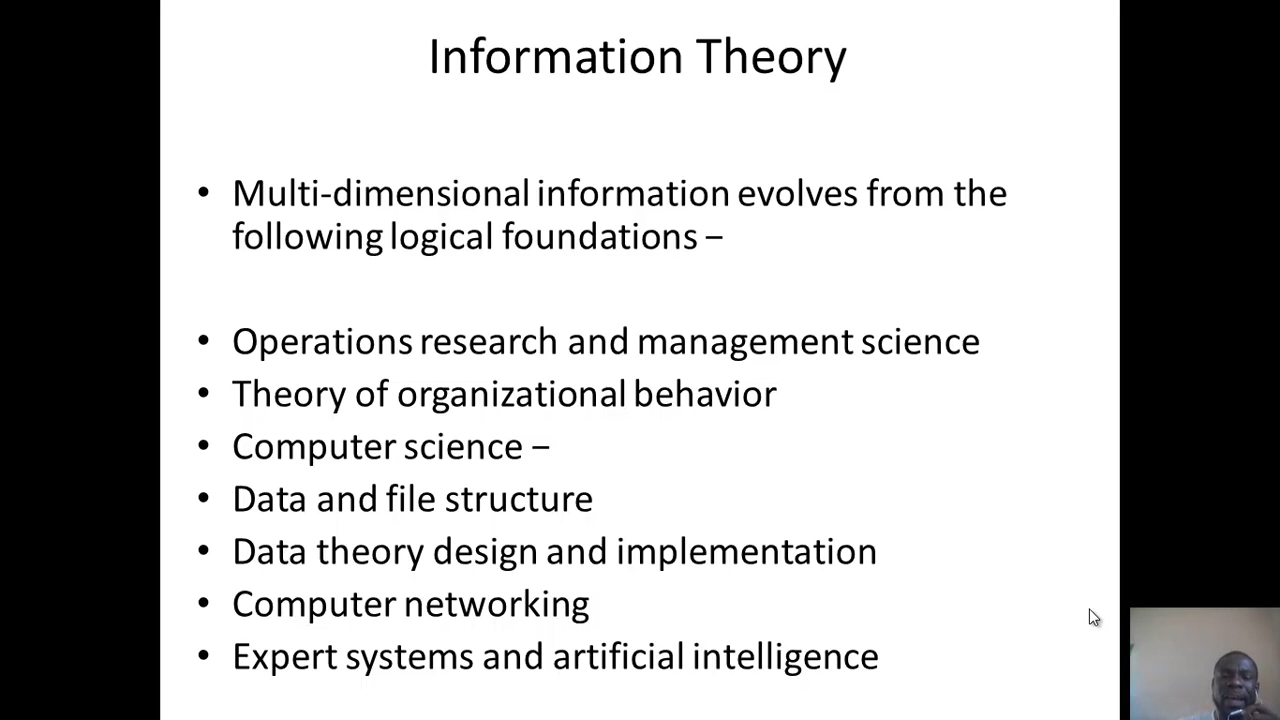 Information Theory
• Multi-dimensional information evolves from the
following logical foundations −
• Operations research and management science
• Theory of organizational behavior
• Computer science −
• Data and file structure
• Data theory design and implementation
• Computer networking
• Expert systems and artificial intelligence